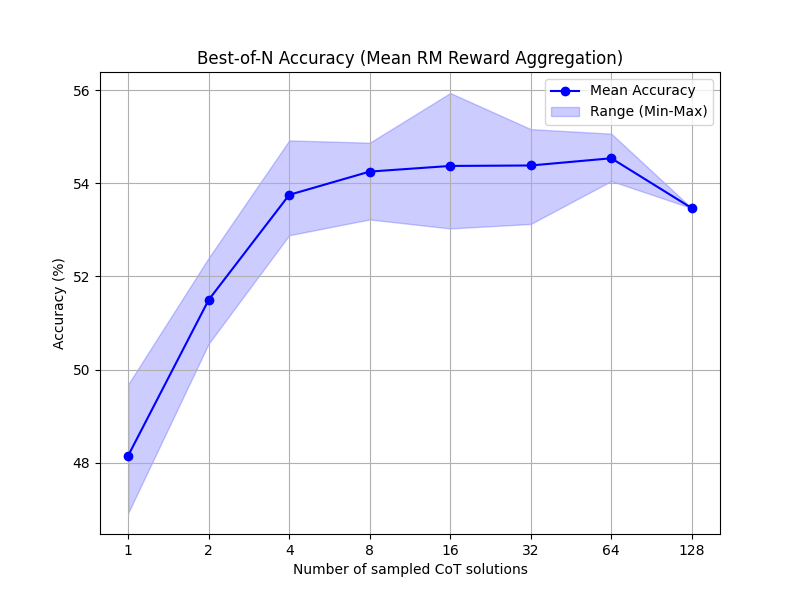 Best-of-N Accuracy (Mean RM Reward Aggregation)
Mean Accuracy
Range (Min-Max)
56
54
52
50
48
Accuracy (%)
1 2 4 8 16 32 64 128
Number of sampled CoT solutions